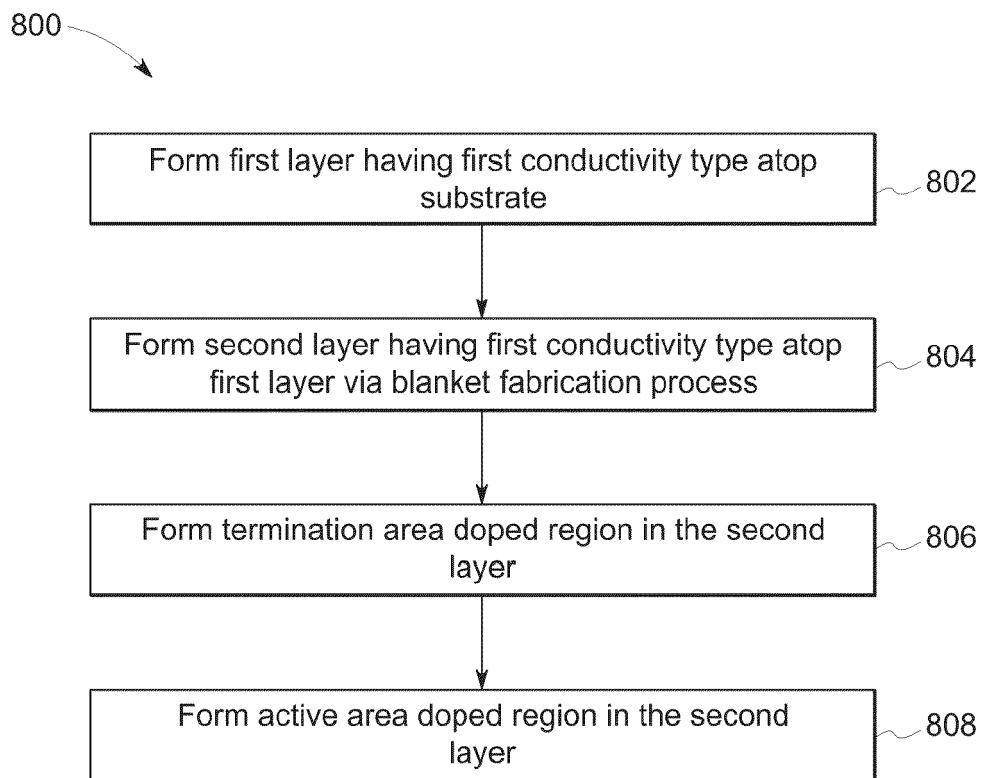 800
Form first layer having first conductivity type atop
substrate
802
Form second layer having first conductivity type atop
first layer via blanket fabrication process
804
Form termination area doped region in the second
layer
806
Form active area doped region in the second
layer
808